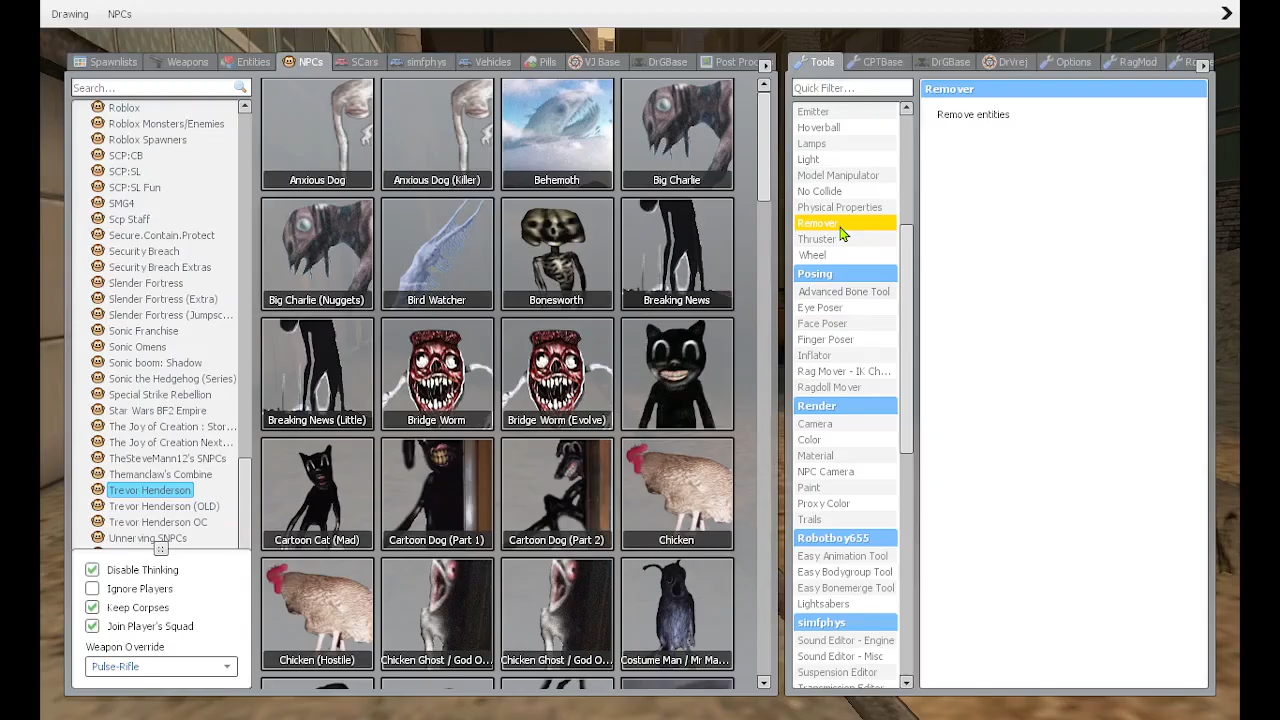 Drawing NPCs
Spawnlists Weapons Entities NPCs SCars simfphys Vehicles Pills VJ Base DrGBase Post Proc
Tools CPTBase DrGBase DrVrej Options RagMod
Search...
Roblox
Roblox Monsters/Enemies
Roblox Spawners
SCP:CB
SCP:SL
SCP:SL Fun
SMG4
Scp Staff
Secure.Contain.Protect
Security Breach
Security Breach Extras
Slender Fortress
Slender Fortress (Extra)
Slender Fortress (Jumpsc...
Sonic Franchise
Sonic Omens
Sonic boom: Shadow
Sonic the Hedgehog (Series)
Special Strike Rebellion
Star Wars BF2 Empire
The Joy of Creation : Stor...
The Joy of Creation Next...
TheSteveMann12's SNPCs
Themanclaw's Combine
Trevor Henderson
Trevor Henderson (OLD)
Trevor Henderson OC
Unnerving SNPCs
Disable Thinking
Ignore Players
Keep Corpses
Join Player's Squad
Weapon Override
Pulse-Rifle
Anxious Dog
Anxious Dog (Killer)
Behemoth
Big Charlie
Big Charlie (Nuggets)
Bird Watcher
Bonesworth
Breaking News
Breaking News (Little)
Bridge Worm
Bridge Worm (Evolve)
Cartoon Cat (Mad)
Cartoon Dog (Part 1)
Cartoon Dog (Part 2)
Chicken
Chicken (Hostile)
Chicken Ghost / God O...
Chicken Ghost / God O...
Costume Man / Mr Ma...
Quick Filter...
Emitter
Hoverball
Lamps
Light
Model Manipulator
No Collide
Physical Properties
Remover
Thruster
Wheel
Posing
Advanced Bone Tool
Eye Poser
Face Poser
Finger Poser
Inflator
Rag Mover - IK Ch...
Ragdoll Mover
Render
Camera
Color
Material
NPC Camera
Paint
Proxy Color
Trails
Robotboy655
Easy Animation Tool
Easy Bodygroup Tool
Easy Bonemerge Tool
Lightsabers
simfphys
Sound Editor - Engine
Sound Editor - Misc
Suspension Editor
Transmission Editor
Remover
Remove entities